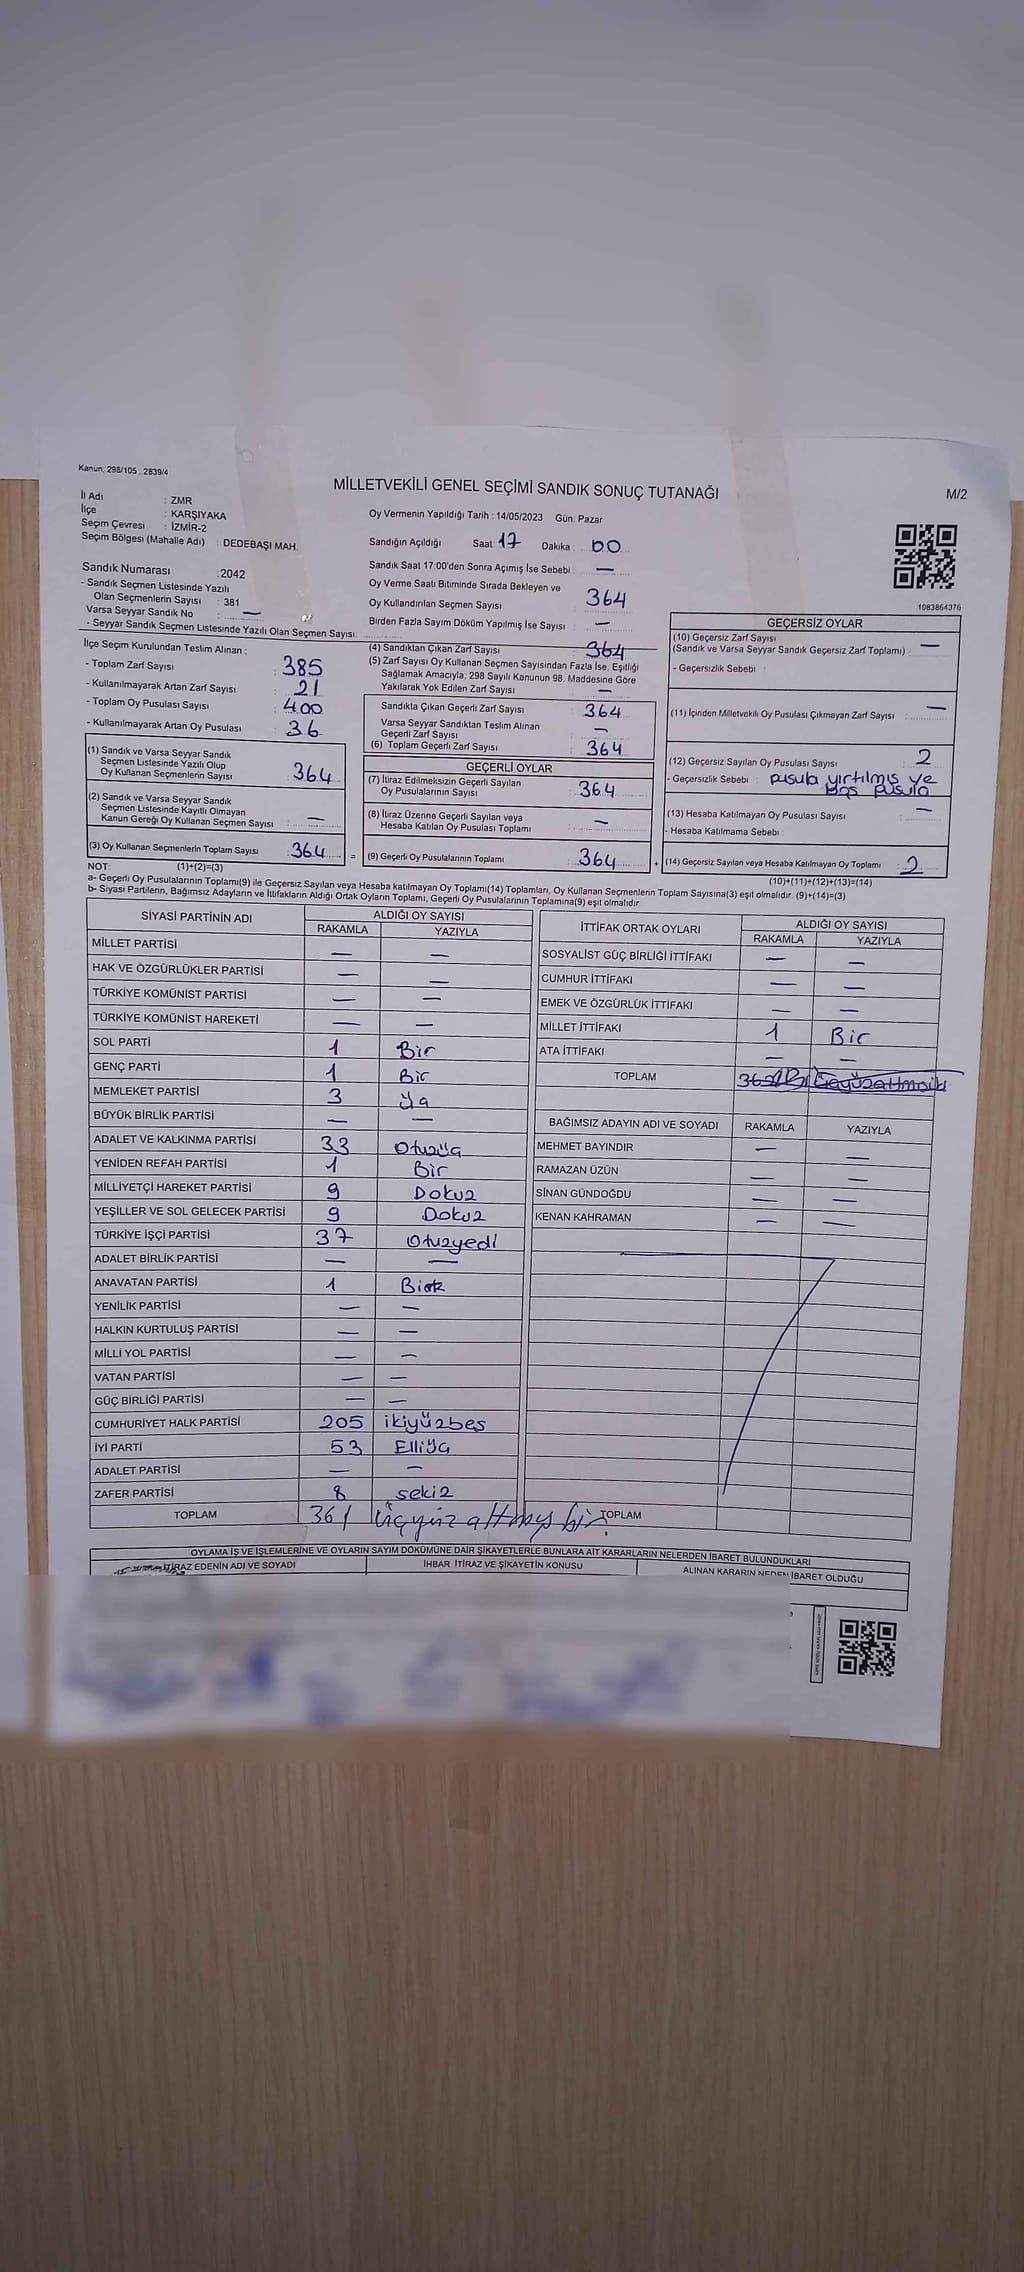 Kanun: 298/105 2839/4
MİLLETVEKİLİ GENEL SEÇİMİ SANDIK SONUÇ TUTANAĞI
M/2
İl Adı : ZMR
İlçe : KARŞIYAKA
Seçim Çevresi : İZMİR-2
Seçim Bölgesi (Mahalle Adı) : DEDEBAŞI MAH.
Oy Vermenin Yapıldığı Tarih : 14/05/2023 Gün: Pazar
Sandığın Açıldığı Saat: 17 Dakika : 00
Sandık Saat 17:00'den Sonra Açımış İse Sebebi : —
Oy Verme Saati Bitiminde Sırada Bekleyen ve
Oy Kullandırılan Seçmen Sayısı : 364
Birden Fazla Sayım Döküm Yapılmış İse Sayısı : —
Sandık Numarası : 2042
- Sandık Seçmen Listesinde Yazılı
Olan Seçmenlerin Sayısı : 381
Varsa Seyyar Sandık No : —
- Seyyar Sandık Seçmen Listesinde Yazılı Olan Seçmen Sayısı:
1083864376
İlçe Seçim Kurulundan Teslim Alınan :
- Toplam Zarf Sayısı : 385
- Kullanılmayarak Artan Zarf Sayısı : 21
- Toplam Oy Pusulası Sayısı : 400
- Kullanılmayarak Artan Oy Pusulası : 36
(1) Sandık ve Varsa Seyyar Sandık
Seçmen Listesinde Yazılı Olup
Oy Kullanan Seçmenlerin Sayısı : 364
(2) Sandık ve Varsa Seyyar Sandık
Seçmen Listesinde Kayıtlı Olmayan
Kanun Gereği Oy Kullanan Seçmen Sayısı : —
(3) Oy Kullanan Seçmenlerin Toplam Sayısı : 364 =
(4) Sandıktan Çıkan Zarf Sayısı : 364
(5) Zarf Sayısı Oy Kullanan Seçmen Sayısından Fazla İse, Eşitliği
Sağlamak Amacıyla; 298 Sayılı Kanunun 98. Maddesine Göre
Yakılarak Yok Edilen Zarf Sayısı : —
Sandıkta Çıkan Geçerli Zarf Sayısı : 364
Varsa Seyyar Sandıktan Teslim Alınan
Geçerli Zarf Sayısı : —
(6) Toplam Geçerli Zarf Sayısı : 364
GEÇERLİ OYLAR
(7) İtiraz Edilmeksizin Geçerli Sayılan
Oy Pusulalarının Sayısı : 364
(8) İtiraz Üzerine Geçerli Sayılan veya
Hesaba Katılan Oy Pusulası Toplamı : —
(9) Geçerli Oy Pusulalarının Toplamı : 364 +
GEÇERSİZ OYLAR
(10) Geçersiz Zarf Sayısı
(Sandık ve Varsa Seyyar Sandık Geçersiz Zarf Toplamı) : —
- Geçersizlik Sebebi :
(11) İçinden Milletvekili Oy Pusulası Çıkmayan Zarf Sayısı : —
(12) Geçersiz Sayılan Oy Pusulası Sayısı : 2
- Geçersizlik Sebebi : pusula yırtılmış ve
boş pusula
(13) Hesaba Katılmayan Oy Pusulası Sayısı : —
- Hesaba Katılmama Sebebi :
(14) Geçersiz Sayılan veya Hesaba Katılmayan Oy Toplamı : 2
NOT: (1)+(2)=(3)
(10)+(11)+(12)+(13)=(14)
a- Geçerli Oy Pusulalarının Toplamı(9) ile Geçersiz Sayılan veya Hesaba katılmayan Oy Toplamı(14) Toplamları, Oy Kullanan Seçmenlerin Toplam Sayısına(3) eşit olmalıdır. (9)+(14)=(3)
b- Siyasi Partilerin, Bağımsız Adayların ve İttifakların Aldığı Ortak Oyların Toplamı, Geçerli Oy Pusulalarının Toplamına(9) eşit olmalıdır
SİYASİ PARTİNİN ADI ALDIĞI OY SAYISI
RAKAMLA YAZIYLA
MİLLET PARTİSİ — —
HAK VE ÖZGÜRLÜKLER PARTİSİ — —
TÜRKİYE KOMÜNİST PARTİSİ — —
TÜRKİYE KOMÜNİST HAREKETİ — —
SOL PARTİ 1 Bir
GENÇ PARTİ 1 Bir
MEMLEKET PARTİSİ 3 Üç
BÜYÜK BİRLİK PARTİSİ — —
ADALET VE KALKINMA PARTİSİ 33 Otuzüç
YENİDEN REFAH PARTİSİ 1 Bir
MİLLİYETÇİ HAREKET PARTİSİ 9 Dokuz
YEŞİLLER VE SOL GELECEK PARTİSİ 9 Dokuz
TÜRKİYE İŞÇİ PARTİSİ 37 Otuzyedi
ADALET BİRLİK PARTİSİ — —
ANAVATAN PARTİSİ 1 Bir
YENİLİK PARTİSİ — —
HALKIN KURTULUŞ PARTİSİ — —
MİLLİ YOL PARTİSİ — —
VATAN PARTİSİ — —
GÜÇ BİRLİĞİ PARTİSİ — —
CUMHURİYET HALK PARTİSİ 205 ikiyüzbeş
İYİ PARTİ 53 Elliüç
ADALET PARTİSİ — —
ZAFER PARTİSİ 8 sekiz
TOPLAM 361 Üçyüz altmış bir
İTTİFAK ORTAK OYLARI ALDIĞI OY SAYISI
RAKAMLA YAZIYLA
SOSYALİST GÜÇ BİRLİĞİ İTTİFAKI — —
CUMHUR İTTİFAKI — —
EMEK VE ÖZGÜRLÜK İTTİFAKI — —
MİLLET İTTİFAKI 1 Bir
ATA İTTİFAKI — —
TOPLAM
BAĞIMSIZ ADAYIN ADI VE SOYADI RAKAMLA YAZIYLA
MEHMET BAYINDIR — —
RAMAZAN ÜZÜN — —
SİNAN GÜNDOĞDU — —
KENAN KAHRAMAN — —
TOPLAM
OYLAMA İŞ VE İŞLEMLERİNE VE OYLARIN SAYIM DÖKÜMÜNE DAİR ŞİKAYETLERLE BUNLARA AİT KARARLARIN NELERDEN İBARET BULUNDUKLARI
İTİRAZ EDENİN ADI VE SOYADI İHBAR, İTİRAZ VE ŞİKAYETİN KONUSU ALINAN KARARIN NEDEN İBARET OLDUĞU